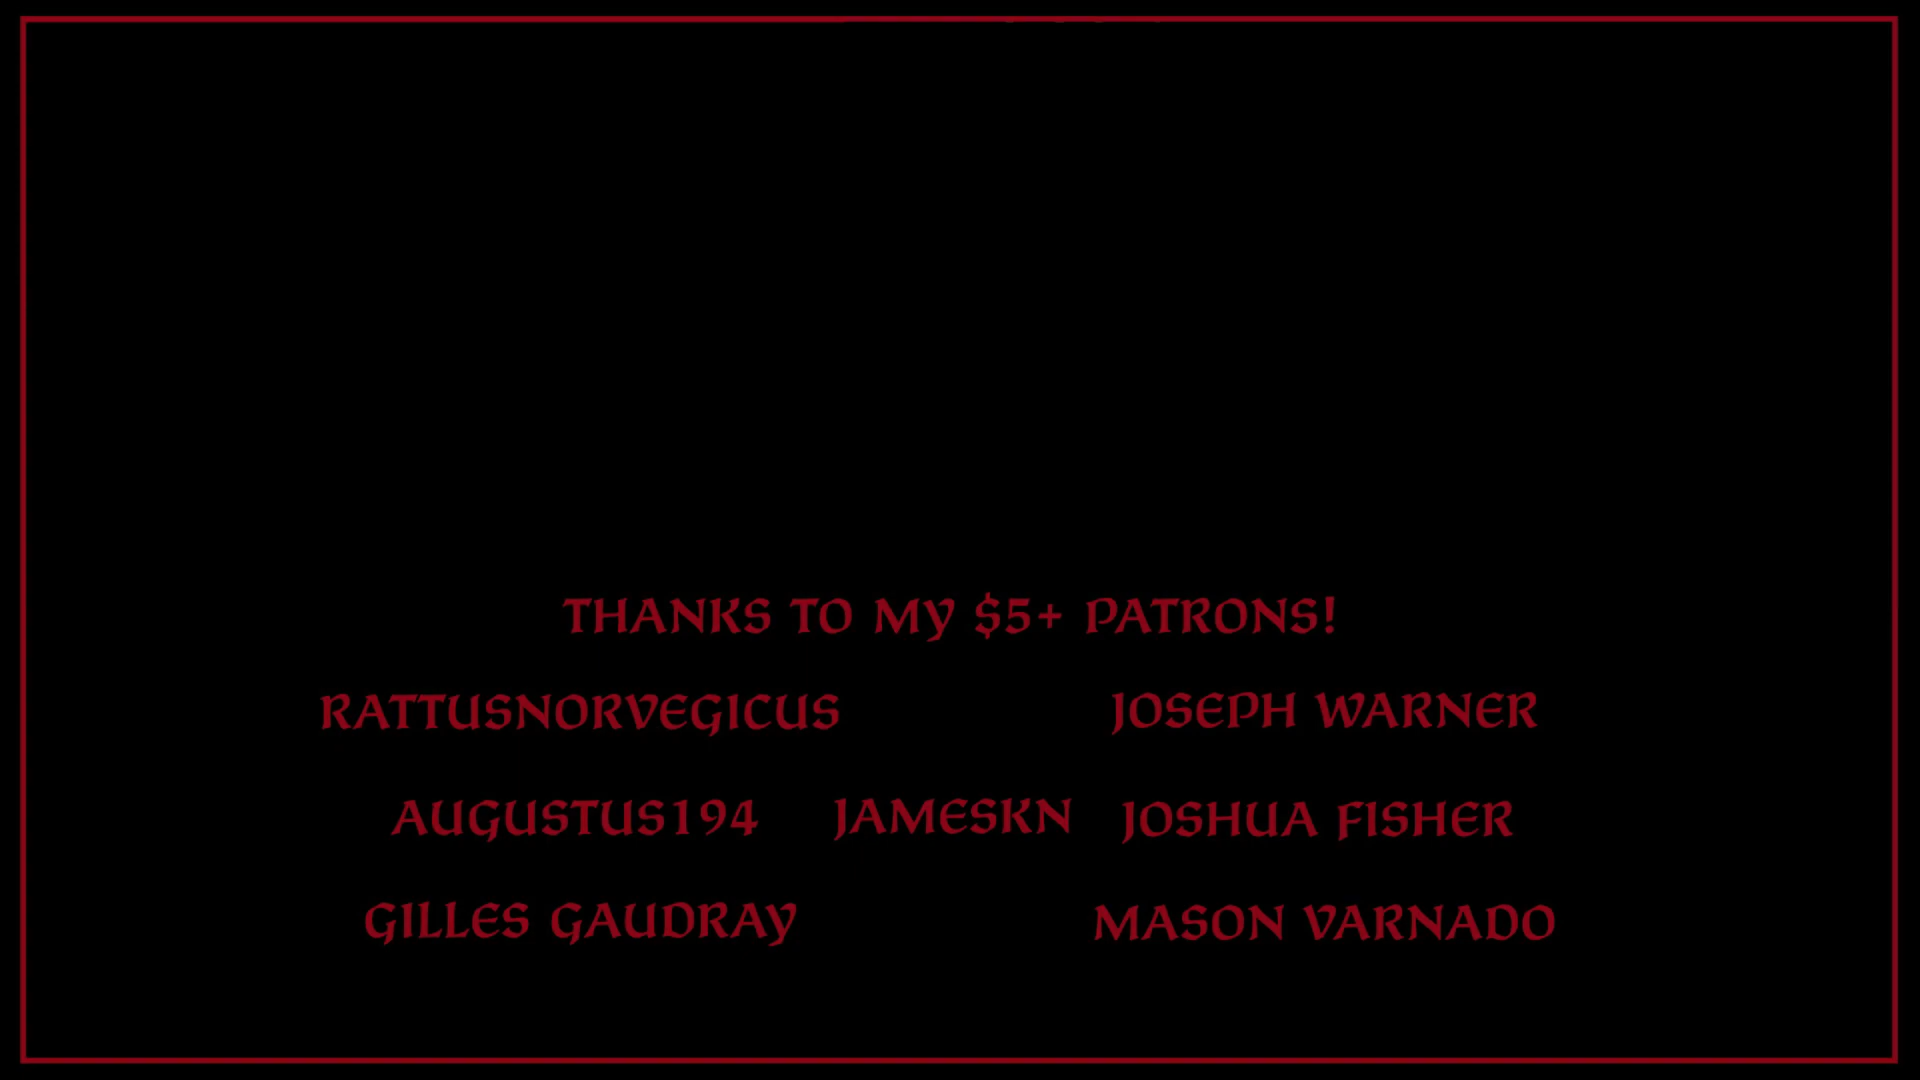 THANKS TO MY $5+ PATRONS!
RATTUSNORVEGICUS JOSEPH WARNER
AUGUSTUS194 JAMESKN JOSHUA FISHER
GILLES GAUDRAY MASON VARNADO